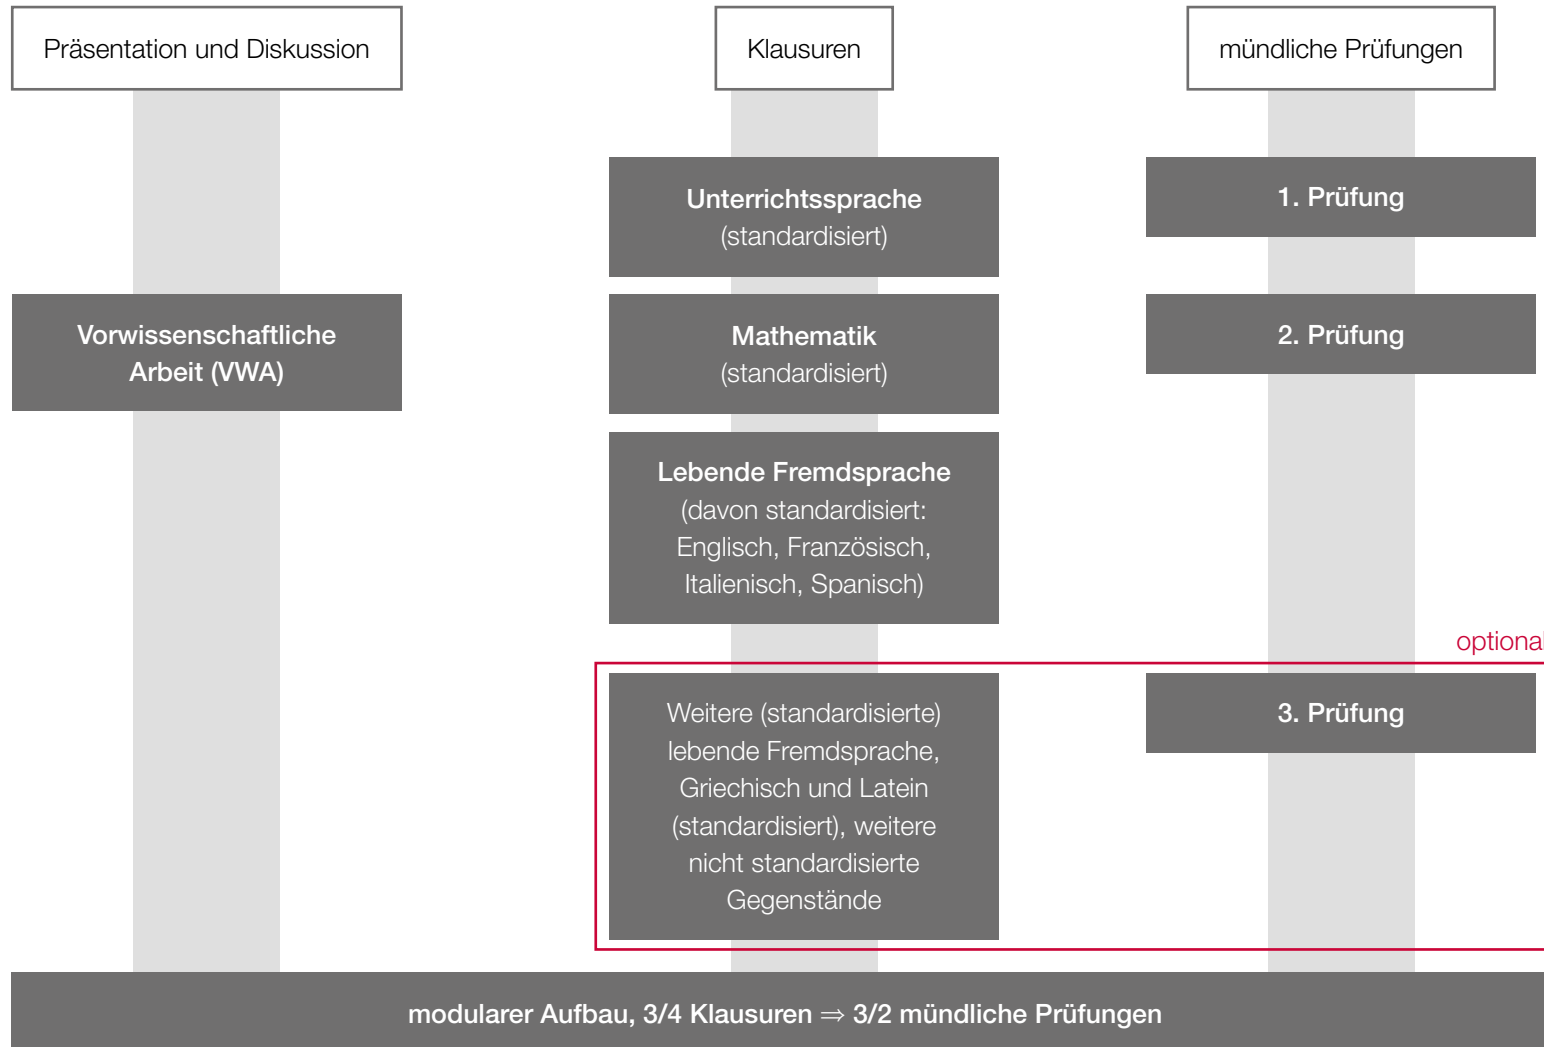 Präsentation und Diskussion
Klausuren
mündliche Prüfungen
Vorwissenschaftliche
Arbeit (VWA)
Unterrichtssprache
(standardisiert)
Mathematik
(standardisiert)
Lebende Fremdsprache
(davon standardisiert:
Englisch, Französisch,
Italienisch, Spanisch)
Weitere (standardisierte)
lebende Fremdsprache,
Griechisch und Latein
(standardisiert), weitere
nicht standardisierte
Gegenstände
1. Prüfung
2. Prüfung
optional
3. Prüfung
modularer Aufbau, 3/4 Klausuren ⇒ 3/2 mündliche Prüfungen